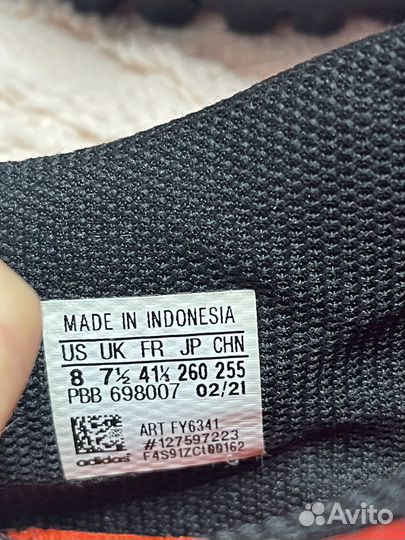 MADE IN INDONESIA
US UK FR JP CHN
8 7½ 41⅓ 260 255
PBB 698007 02/21
ART FY6341
#127597223
adidas F4S91ZCL00162
Avito